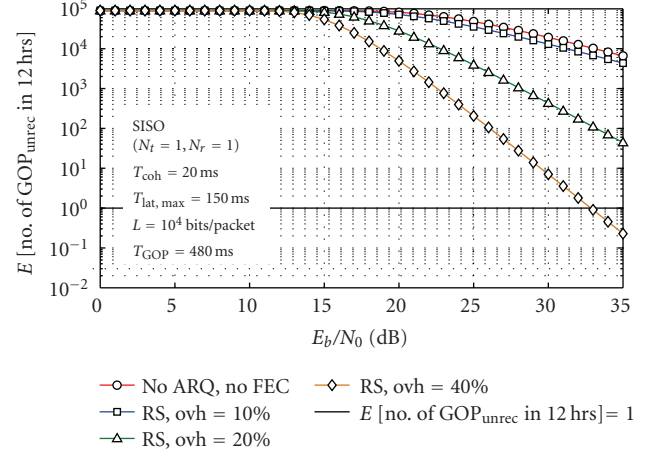 E [no. of GOP_unrec in 12 hrs]
10^5
10^4
10^3
10^2
10^1
10^0
10^−1
10^−2
SISO
(N_t = 1, N_r = 1)
T_coh = 20 ms
T_lat, max = 150 ms
L = 10^4 bits/packet
T_GOP = 480 ms
0 5 10 15 20 25 30 35
E_b/N_0 (dB)
No ARQ, no FEC
RS, ovh = 10%
RS, ovh = 20%
RS, ovh = 40%
E [no. of GOP_unrec in 12 hrs] = 1